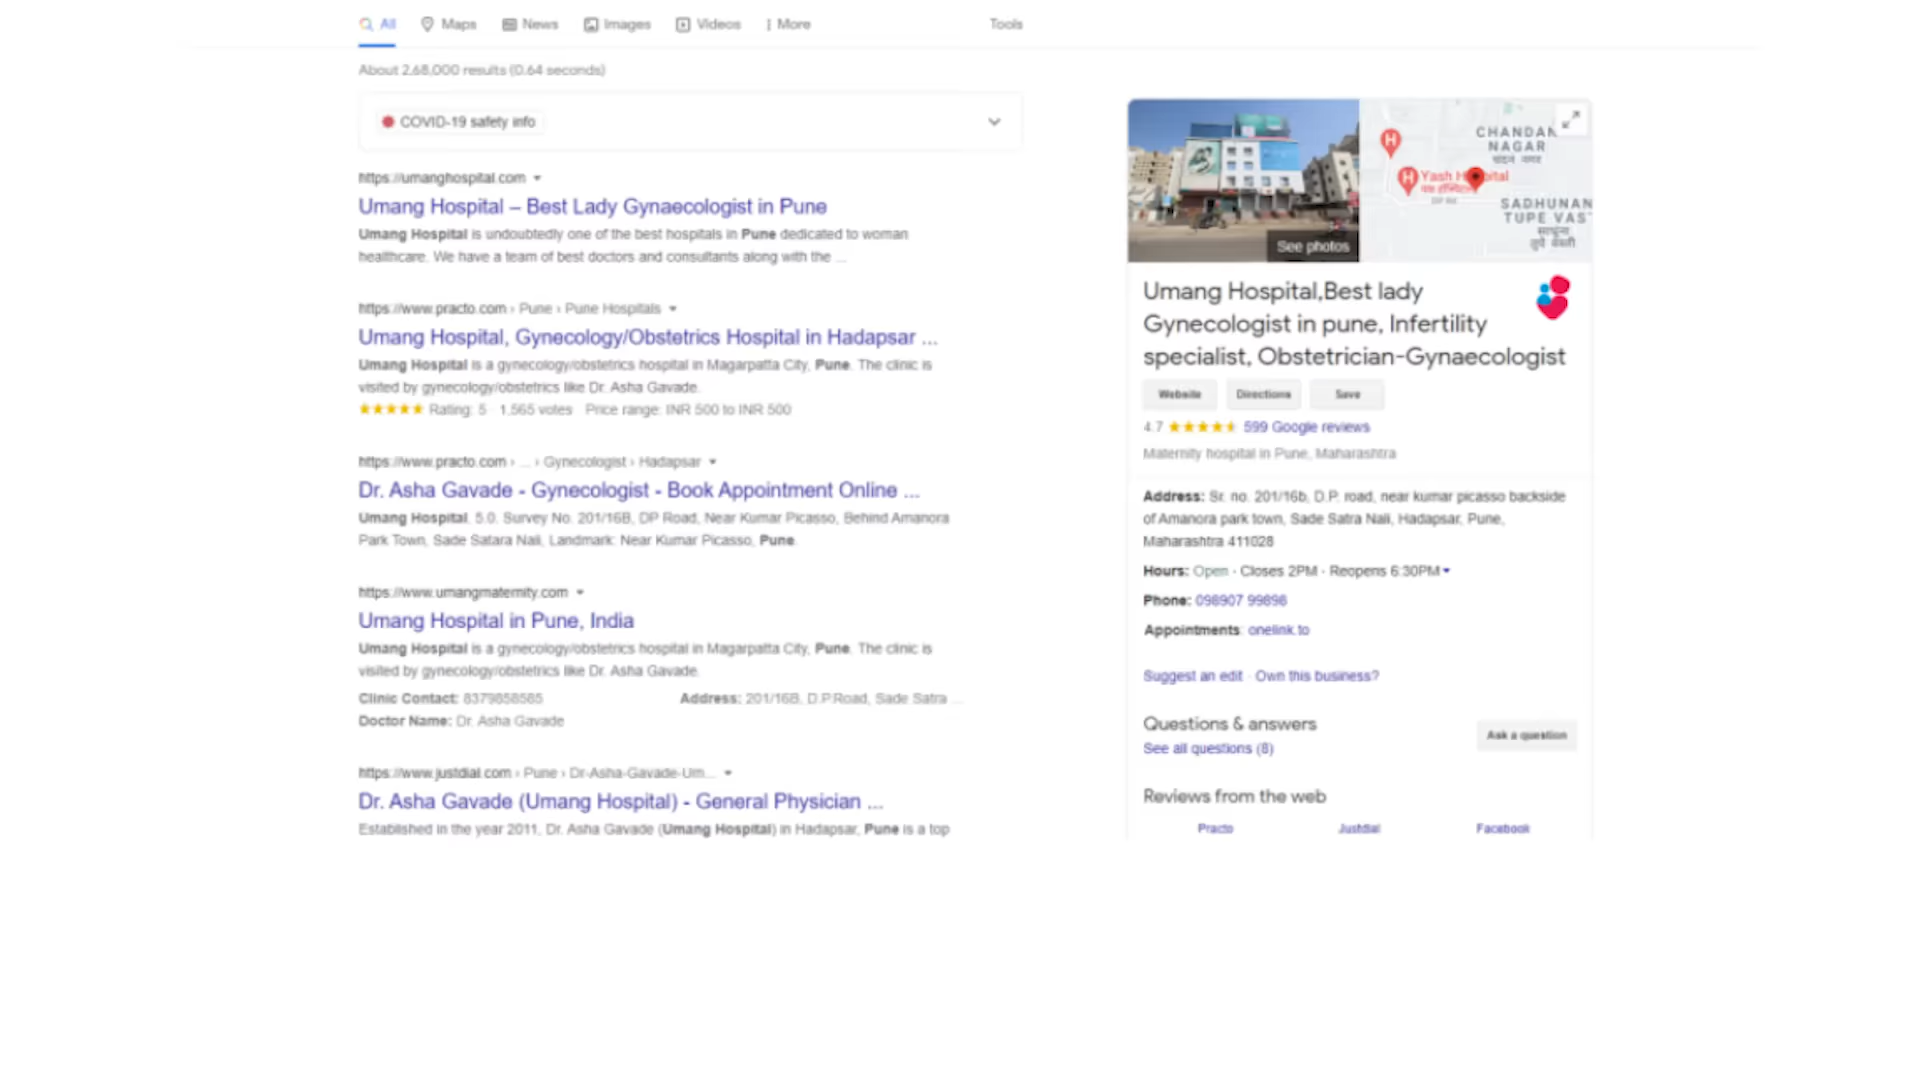 All Maps News Images Videos More Tools
About 2,68,000 results (0.64 seconds)
COVID-19 safety info
https://umanghospital.com
Umang Hospital – Best Lady Gynaecologist in Pune
Umang Hospital is undoubtedly one of the best hospitals in Pune dedicated to woman
healthcare. We have a team of best doctors and consultants along with the ...
https://www.practo.com › Pune › Pune Hospitals
Umang Hospital, Gynecology/Obstetrics Hospital in Hadapsar ...
Umang Hospital is a gynecology/obstetrics hospital in Magarpatta City, Pune. The clinic is
visited by gynecology/obstetrics like Dr. Asha Gavade.
Rating: 5 · 1,565 votes · Price range: INR 500 to INR 500
https://www.practo.com › ... › Gynecologist › Hadapsar
Dr. Asha Gavade - Gynecologist - Book Appointment Online ...
Umang Hospital. 5.0. Survey No. 201/16B, DP Road, Near Kumar Picasso, Behind Amanora
Park Town, Sade Satara Nali, Landmark: Near Kumar Picasso, Pune.
https://www.umangmaternity.com
Umang Hospital in Pune, India
Umang Hospital is a gynecology/obstetrics hospital in Magarpatta City, Pune. The clinic is
visited by gynecology/obstetrics like Dr. Asha Gavade.
Clinic Contact: 8379858585 Address: 201/16B, D.P.Road, Sade Satra ...
Doctor Name: Dr. Asha Gavade
https://www.justdial.com › Pune › Dr-Asha-Gavade-Um...
Dr. Asha Gavade (Umang Hospital) - General Physician ...
Established in the year 2011, Dr. Asha Gavade (Umang Hospital) in Hadapsar, Pune is a top
See photos
CHANDAN
NAGAR
चंदन नगर
Yash Hospital
DP Rd
SADHUNAN
TUPE VAST
Umang Hospital,Best lady
Gynecologist in pune, Infertility
specialist, Obstetrician-Gynaecologist
Website Directions Save
4.7 599 Google reviews
Maternity hospital in Pune, Maharashtra
Address: Sr. no. 201/16b, D.P. road, near kumar picasso backside
of Amanora park town, Sade Satra Nali, Hadapsar, Pune,
Maharashtra 411028
Hours: Open · Closes 2PM · Reopens 6:30PM
Phone: 098907 99898
Appointments: onelink.to
Suggest an edit · Own this business?
Questions & answers
See all questions (8)
Ask a question
Reviews from the web
Practo Justdial Facebook